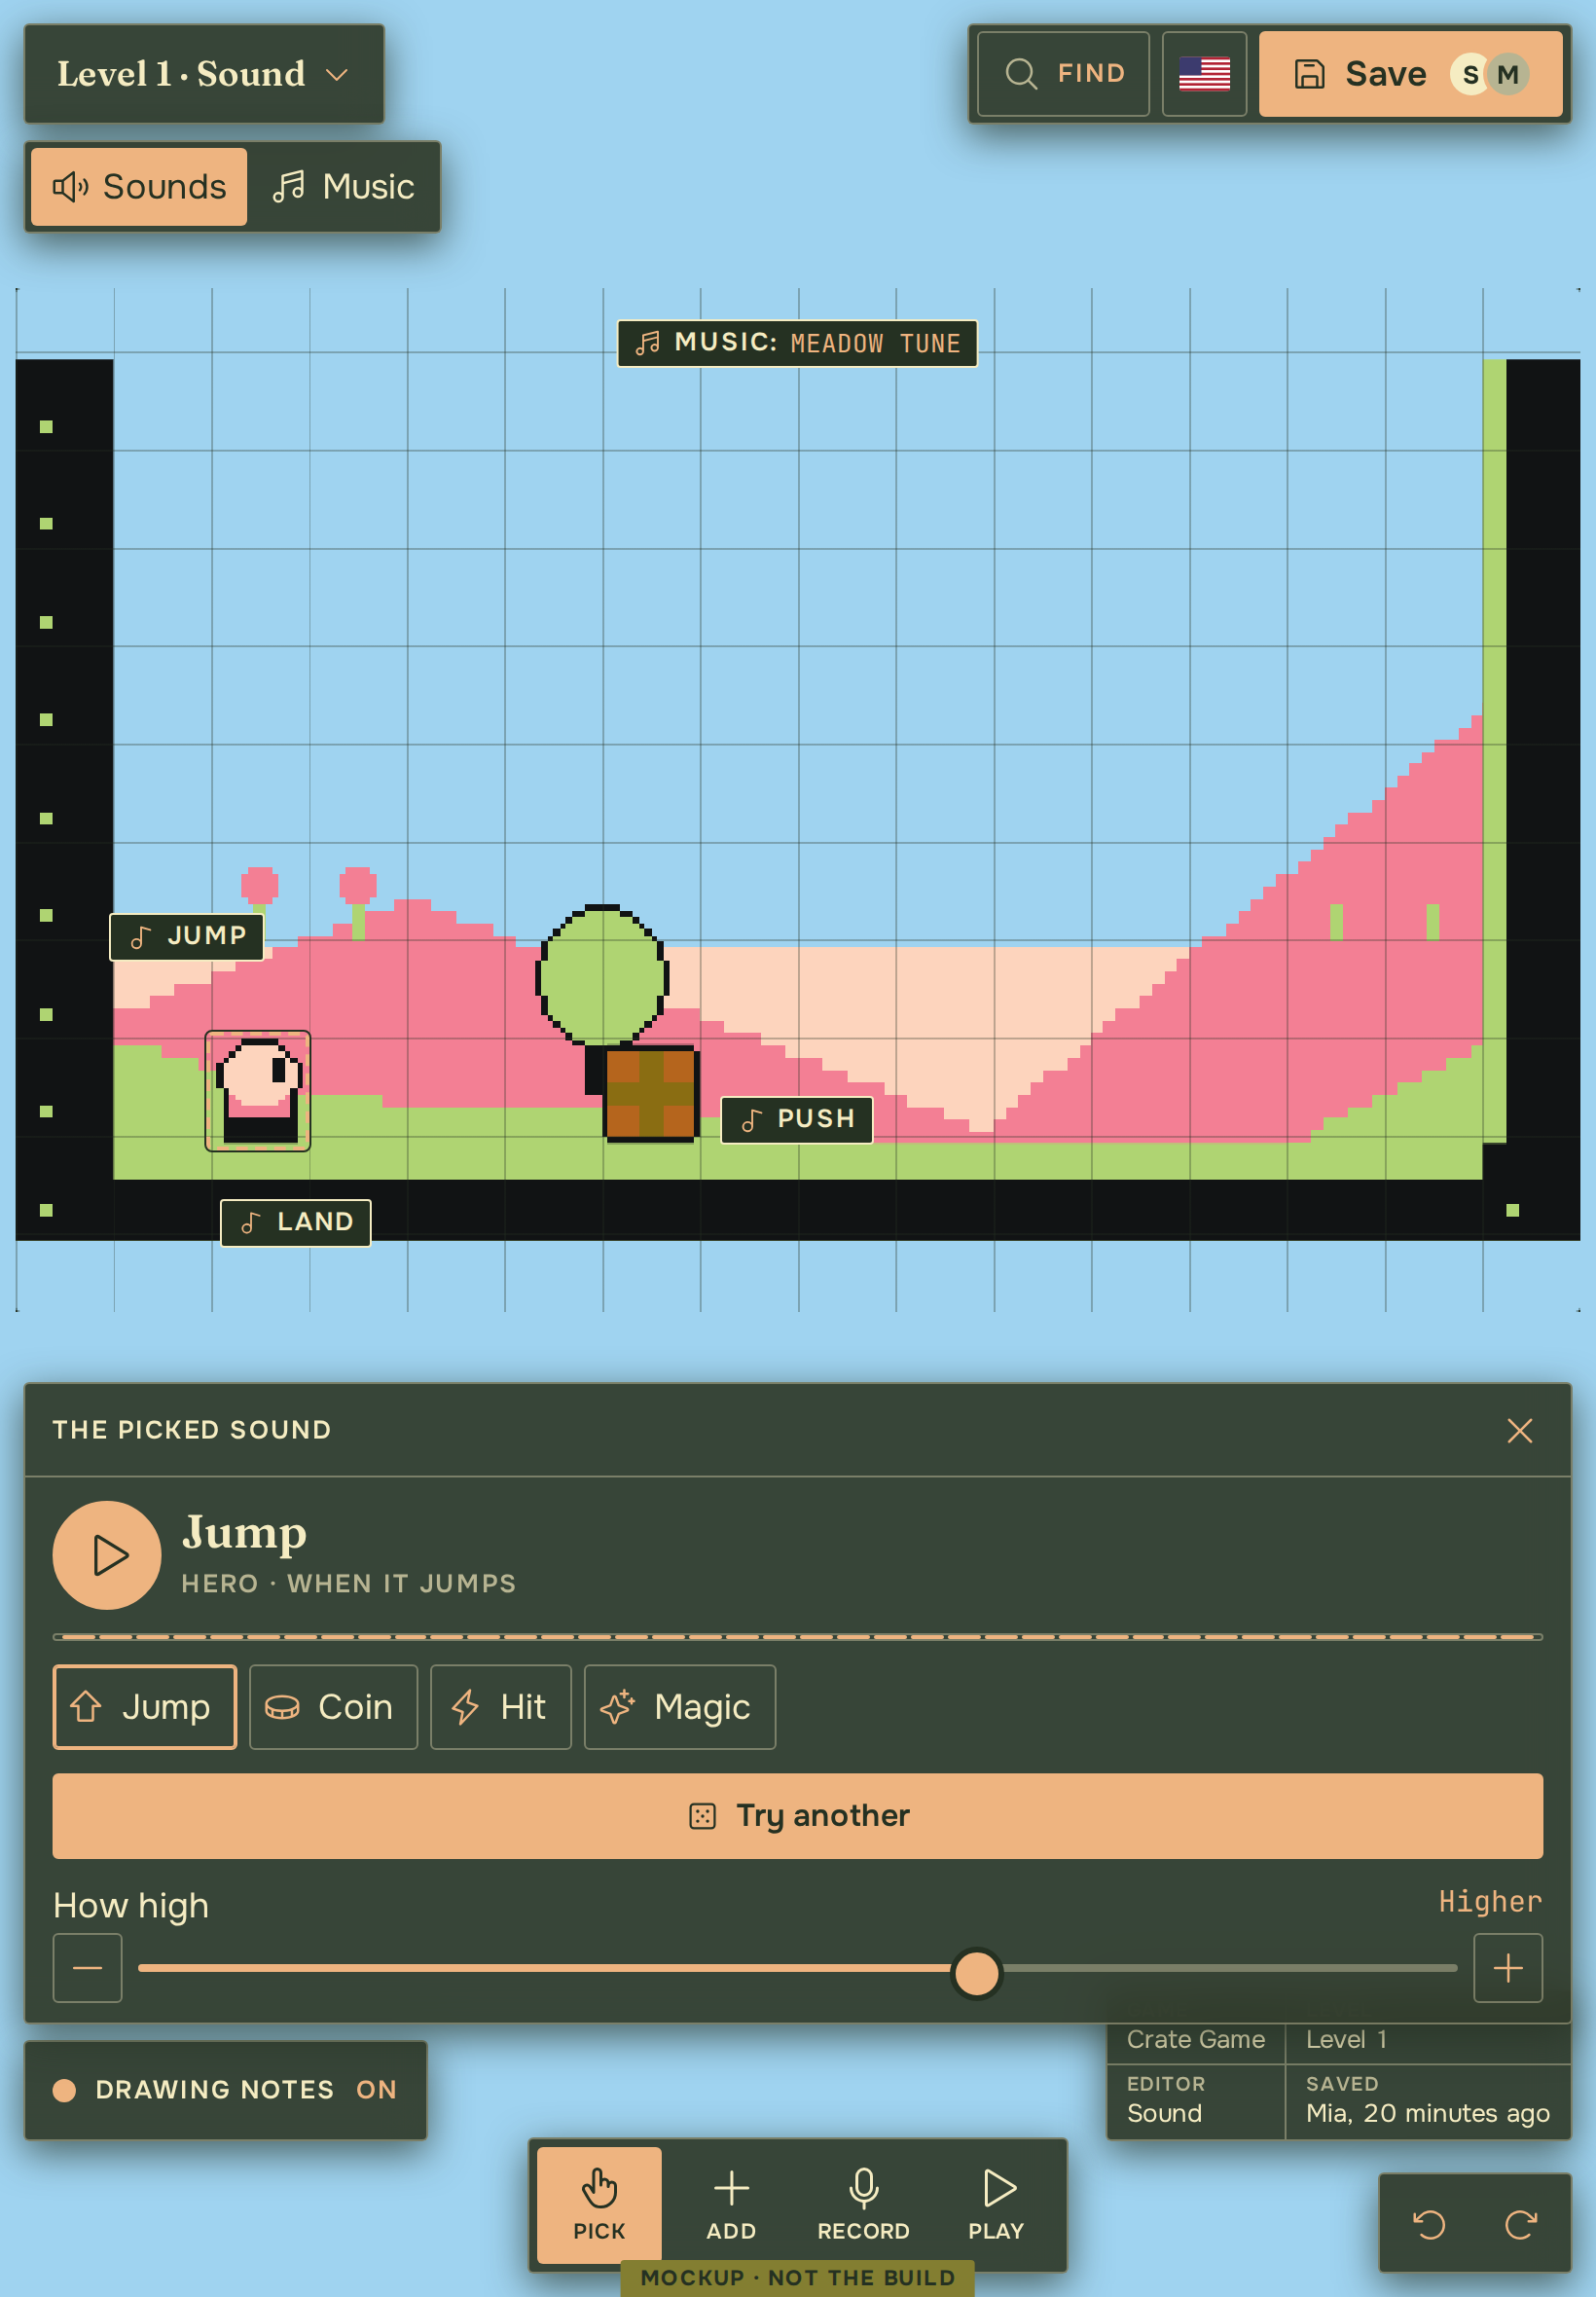 Level 1 · Sound
FIND
Save
S
M
Sounds
Music
MUSIC: MEADOW TUNE
JUMP
PUSH
LAND
THE PICKED SOUND
Jump
HERO · WHEN IT JUMPS
Jump
Coin
Hit
Magic
Try another
How high
Higher
Crate Game
Level 1
DRAWING NOTES ON
EDITOR
SAVED
Sound
Mia, 20 minutes ago
PICK
ADD
RECORD
PLAY
MOCKUP · NOT THE BUILD